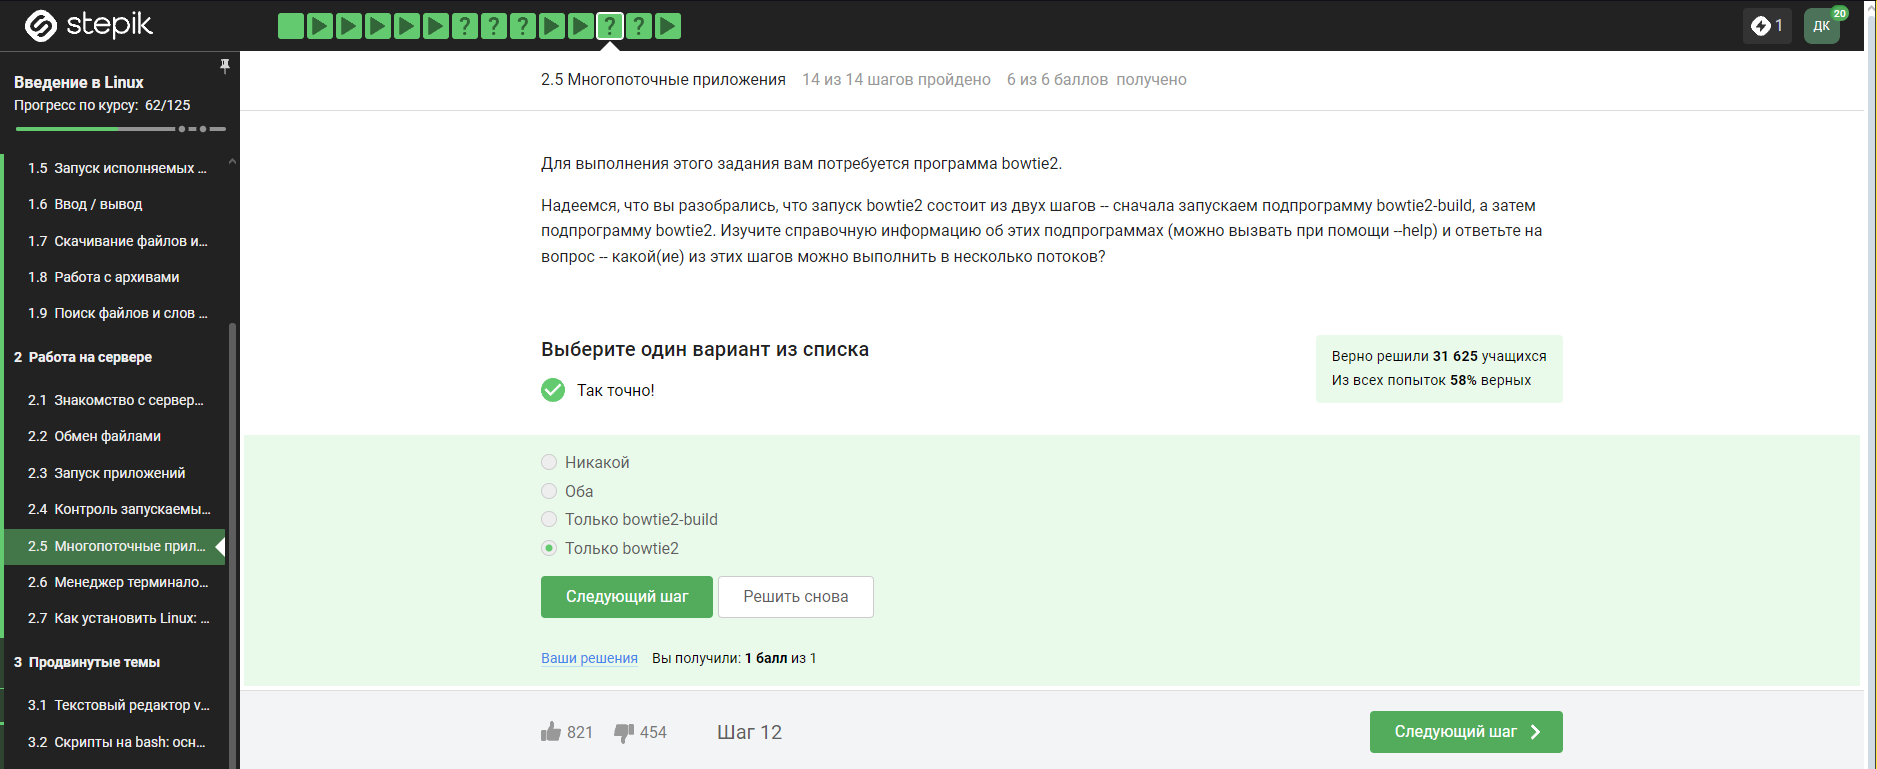 stepik
? ? ? ? ?
1
ДК
20
Введение в Linux
Прогресс по курсу: 62/125
1.5 Запуск исполняемых ...
1.6 Ввод / вывод
1.7 Скачивание файлов и...
1.8 Работа с архивами
1.9 Поиск файлов и слов ...
2 Работа на сервере
2.1 Знакомство с сервер...
2.2 Обмен файлами
2.3 Запуск приложений
2.4 Контроль запускаемы...
2.5 Многопоточные прил...
2.6 Менеджер терминало...
2.7 Как установить Linux: ...
3 Продвинутые темы
3.1 Текстовый редактор v...
3.2 Скрипты на bash: осн...
2.5 Многопоточные приложения 14 из 14 шагов пройдено 6 из 6 баллов получено
Для выполнения этого задания вам потребуется программа bowtie2.
Надеемся, что вы разобрались, что запуск bowtie2 состоит из двух шагов -- сначала запускаем подпрограмму bowtie2-build, а затем
подпрограмму bowtie2. Изучите справочную информацию об этих подпрограммах (можно вызвать при помощи --help) и ответьте на
вопрос -- какой(ие) из этих шагов можно выполнить в несколько потоков?
Выберите один вариант из списка
Так точно!
Верно решили 31 625 учащихся
Из всех попыток 58% верных
Никакой
Оба
Только bowtie2-build
Только bowtie2
Следующий шаг
Решить снова
Ваши решения Вы получили: 1 балл из 1
821 454 Шаг 12
Следующий шаг